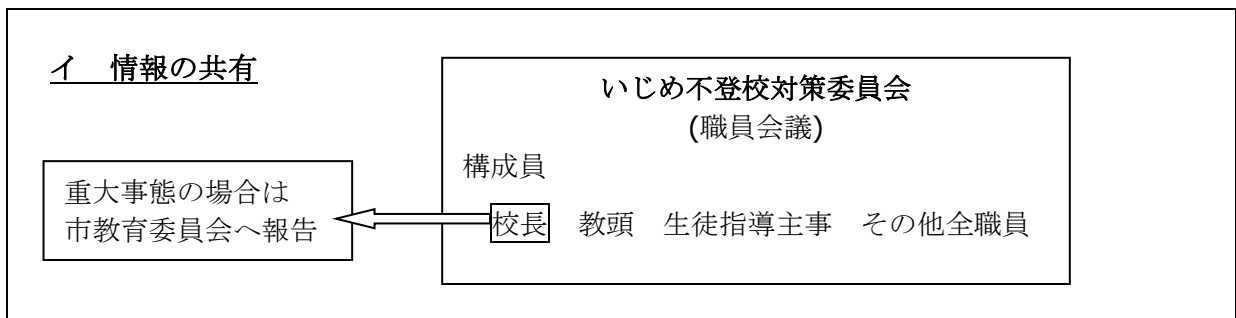 イ　情報の共有
いじめ不登校対策委員会
(職員会議)
構成員
校長　教頭　生徒指導主事　その他全職員
重大事態の場合は
市教育委員会へ報告